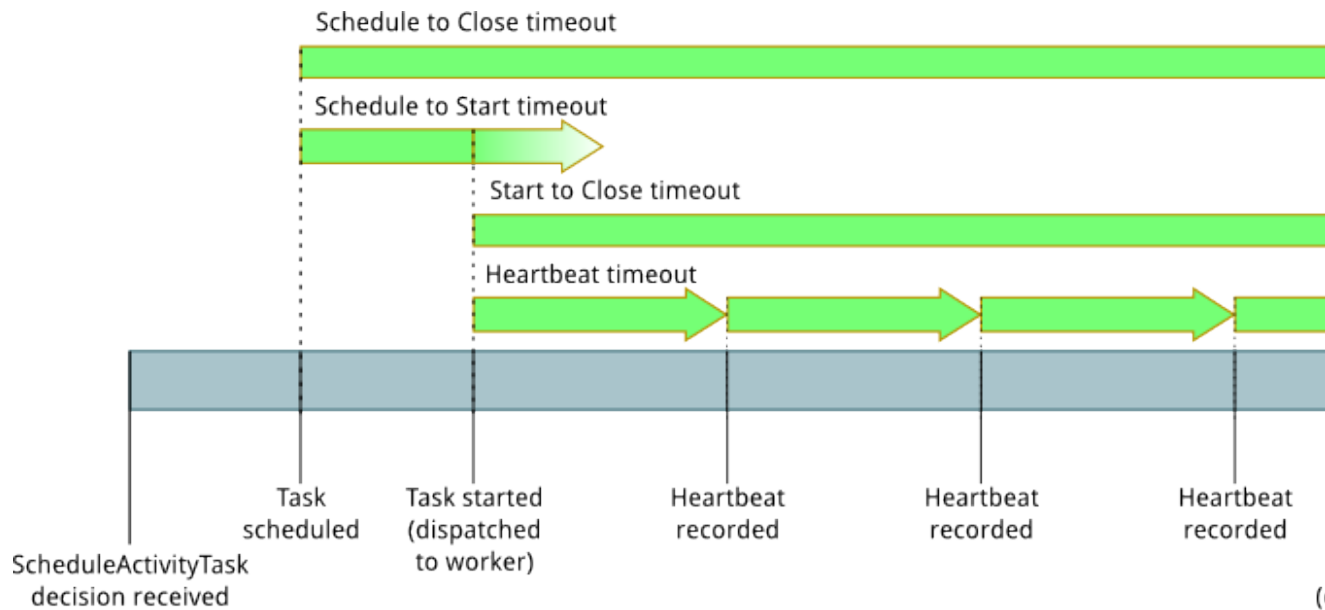 Schedule to Close timeout
Schedule to Start timeout
Start to Close timeout
Heartbeat timeout
Task
scheduled
Task started
(dispatched
to worker)
Heartbeat
recorded
Heartbeat
recorded
Heartbeat
recorded
ScheduleActivityTask
decision received